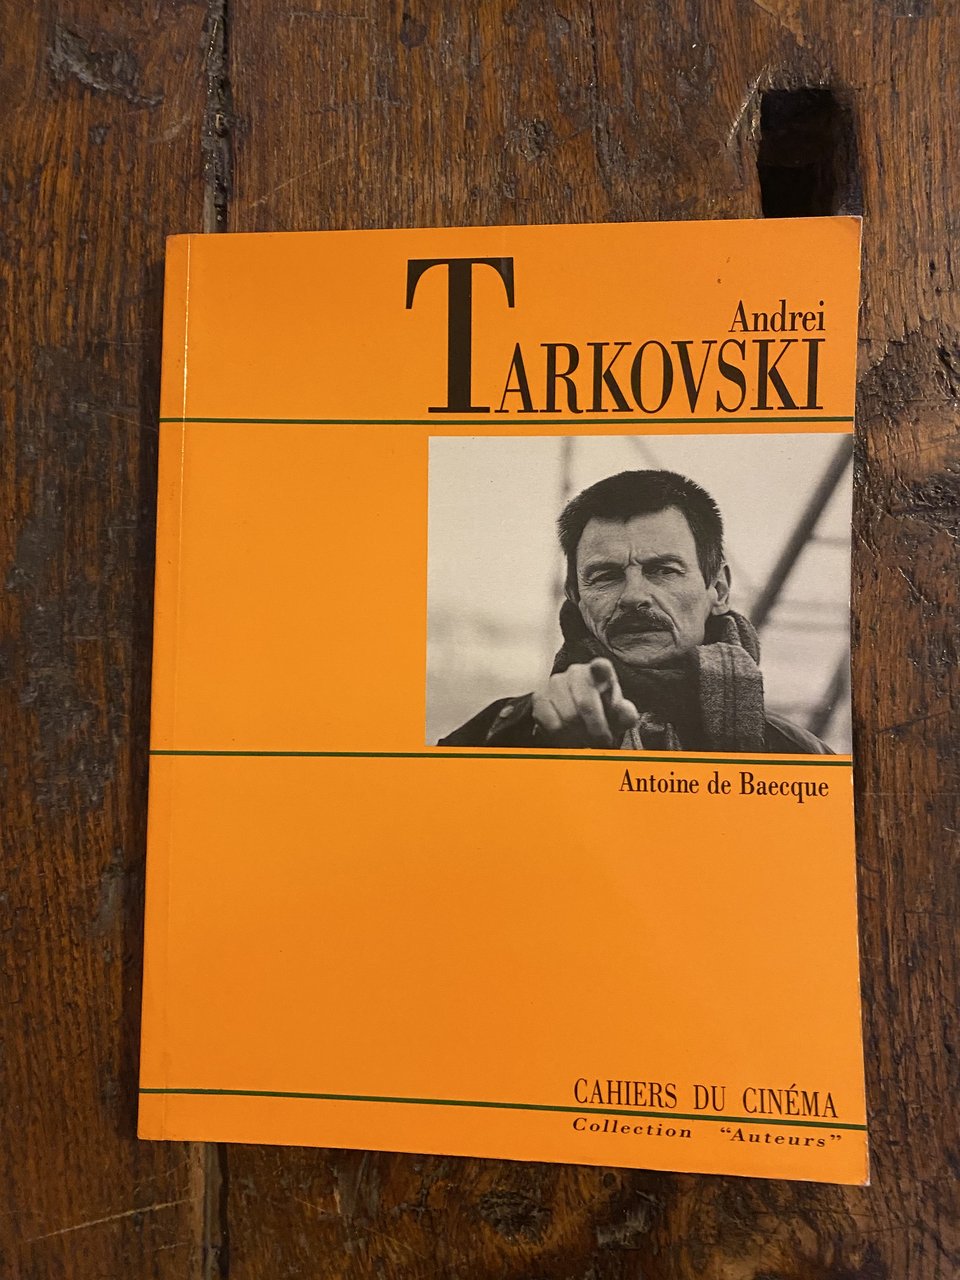 Andrei
TARKOVSKI
Antoine de Baecque
CAHIERS DU CINÉMA
Collection “Auteurs”